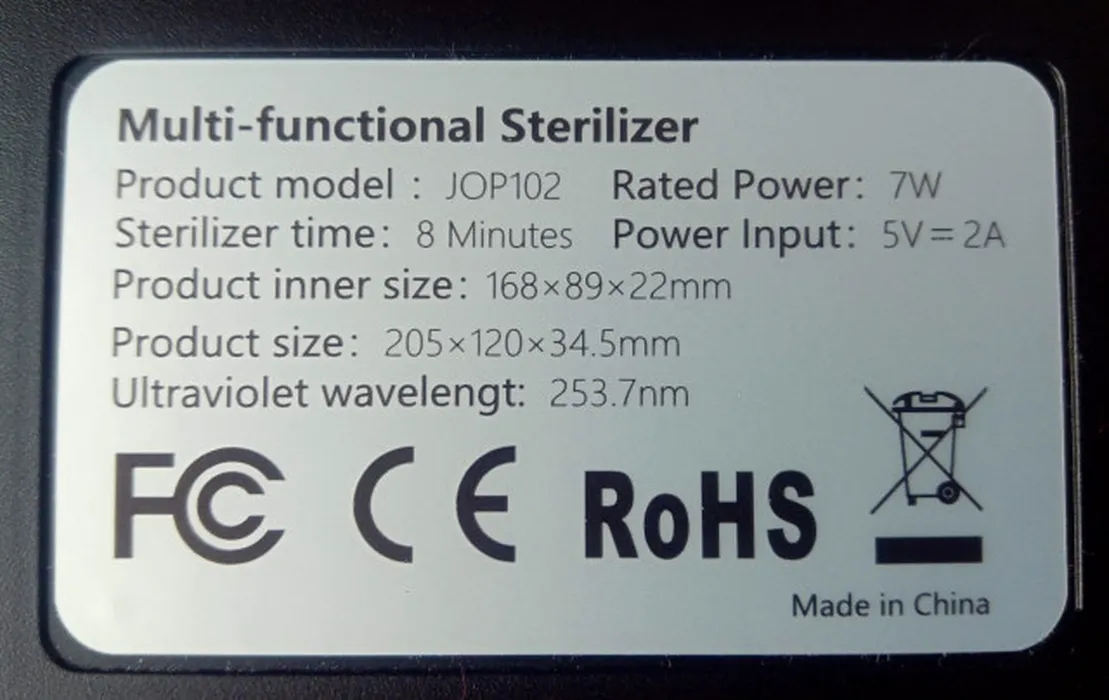 Multi-functional Sterilizer
Product model : JOP102 Rated Power: 7W
Sterilizer time: 8 Minutes Power Input: 5V=2A
Product inner size: 168×89×22mm
Product size: 205×120×34.5mm
Ultraviolet wavelengt: 253.7nm
FC CE RoHS
Made in China